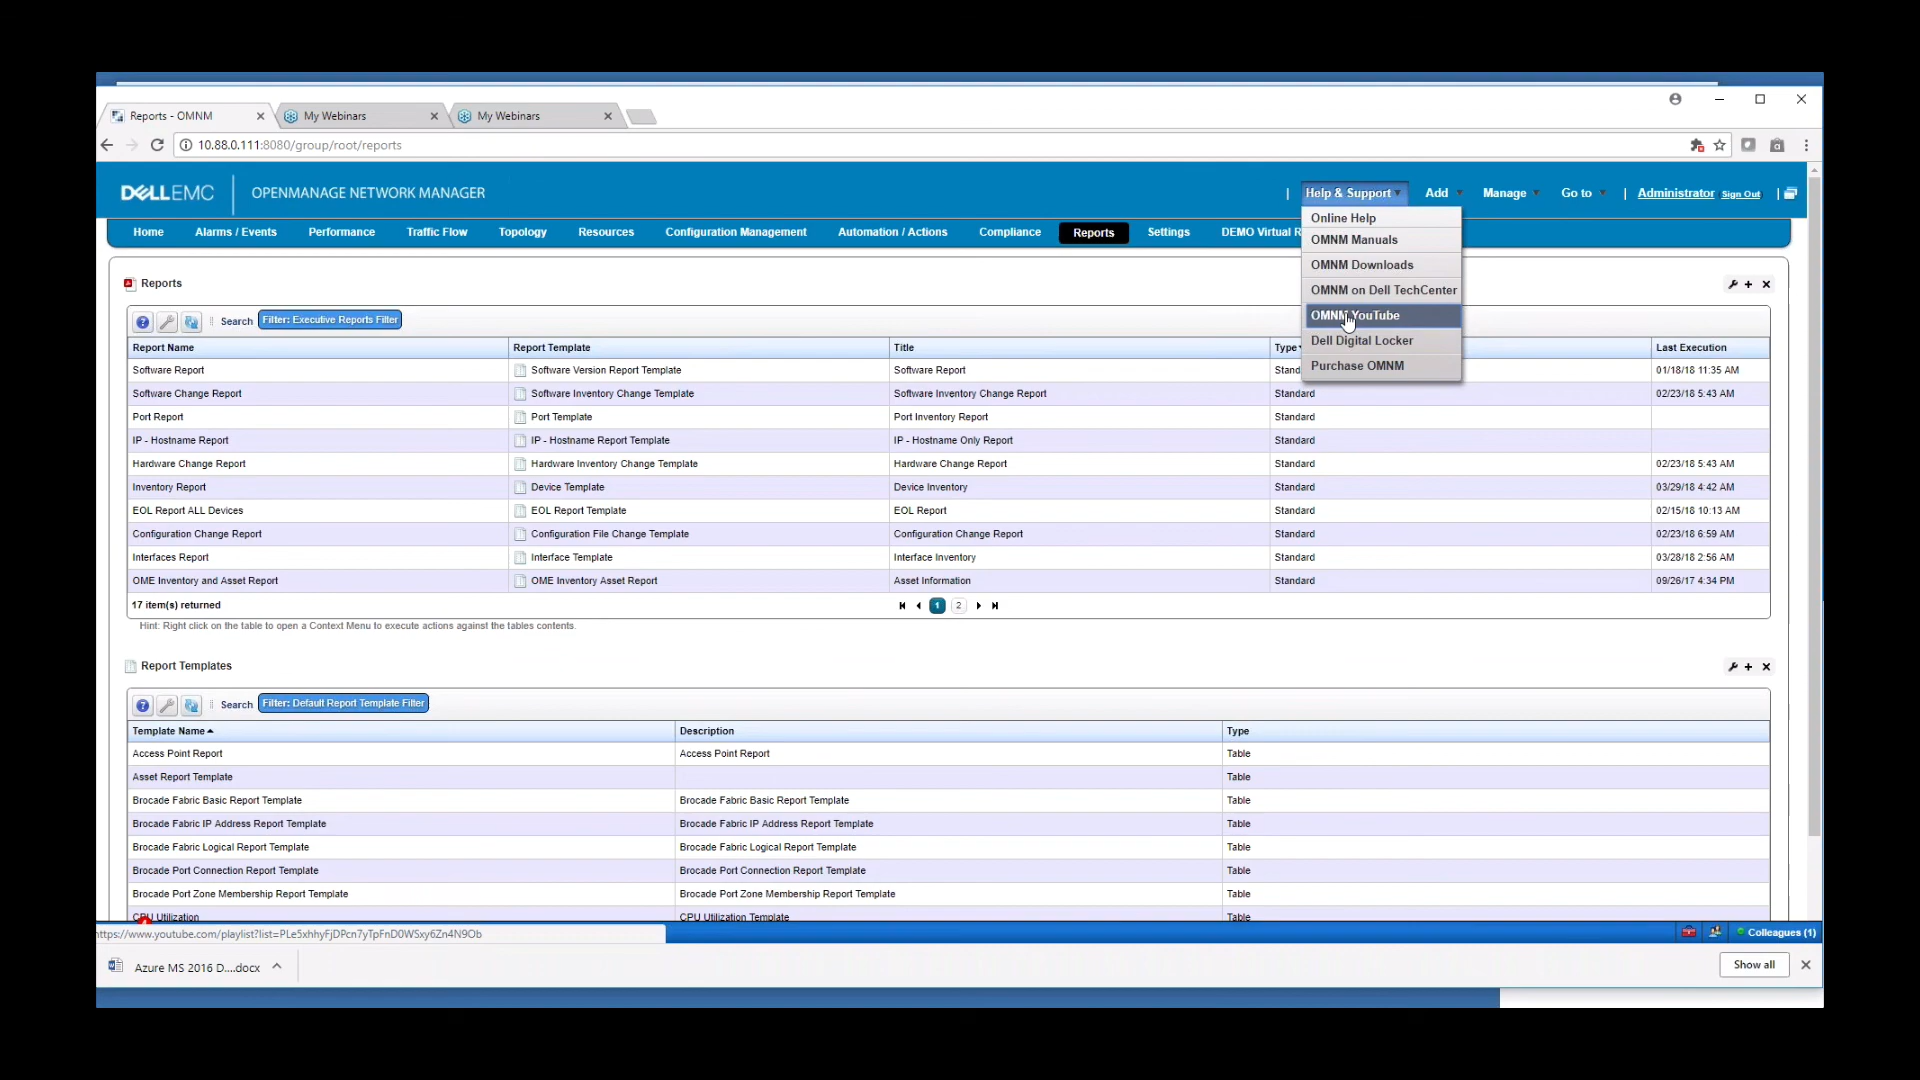 Reports - OMNM
My Webinars
My Webinars
10.88.0.111:8080/group/root/reports
DELLEMC
OPENMANAGE NETWORK MANAGER
| Help & Support Add Manage Go to | Administrator Sign Out |
Home Alarms / Events Performance Traffic Flow Topology Resources Configuration Management Automation / Actions Compliance Reports Settings DEMO Virtual R
Online Help
OMNM Manuals
OMNM Downloads
OMNM on Dell TechCenter
OMNM YouTube
Dell Digital Locker
Purchase OMNM
Reports
Search Filter: Executive Reports Filter
Report Name Report Template Title Type Last Execution
Software Report Software Version Report Template Software Report Stand 01/18/18 11:35 AM
Software Change Report Software Inventory Change Template Software Inventory Change Report Standard 02/23/18 5:43 AM
Port Report Port Template Port Inventory Report Standard
IP - Hostname Report IP - Hostname Report Template IP - Hostname Only Report Standard
Hardware Change Report Hardware Inventory Change Template Hardware Change Report Standard 02/23/18 5:43 AM
Inventory Report Device Template Device Inventory Standard 03/29/18 4:42 AM
EOL Report ALL Devices EOL Report Template EOL Report Standard 02/15/18 10:13 AM
Configuration Change Report Configuration File Change Template Configuration Change Report Standard 02/23/18 6:59 AM
Interfaces Report Interface Template Interface Inventory Standard 03/28/18 2:56 AM
OME Inventory and Asset Report OME Inventory Asset Report Asset Information Standard 09/26/17 4:34 PM
17 item(s) returned 1 2
Hint: Right click on the table to open a Context Menu to execute actions against the tables contents.
Report Templates
Search Filter: Default Report Template Filter
Template Name Description Type
Access Point Report Access Point Report Table
Asset Report Template Table
Brocade Fabric Basic Report Template Brocade Fabric Basic Report Template Table
Brocade Fabric IP Address Report Template Brocade Fabric IP Address Report Template Table
Brocade Fabric Logical Report Template Brocade Fabric Logical Report Template Table
Brocade Port Connection Report Template Brocade Port Connection Report Template Table
Brocade Port Zone Membership Report Template Brocade Port Zone Membership Report Template Table
CPU Utilization CPU Utilization Template Table
ttps://www.youtube.com/playlist?list=PLe5xhhyFjDPcn7yTpFnD0WSxy6Zn4N9Ob
Colleagues (1)
Azure MS 2016 D....docx
Show all